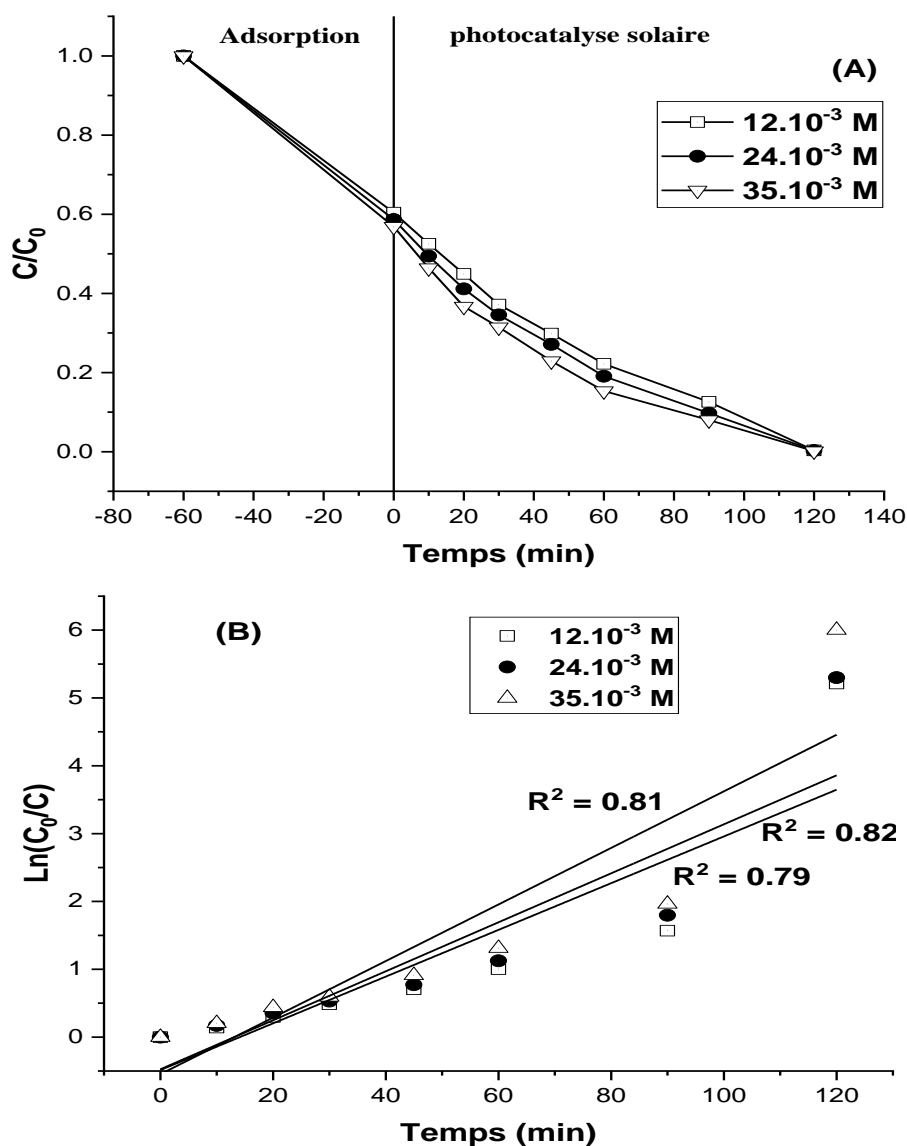 Adsorption photocatalyse solaire
(A)
12.10⁻³ M
24.10⁻³ M
35.10⁻³ M
1.0
0.8
0.6
0.4
0.2
0.0
C/C₀
-80 -60 -40 -20 0 20 40 60 80 100 120 140
Temps (min)
(B)
12.10⁻³ M
24.10⁻³ M
35.10⁻³ M
6
5
4
3
2
1
0
Ln(C₀/C)
R² = 0.81
R² = 0.82
R² = 0.79
0 20 40 60 80 100 120
Temps (min)